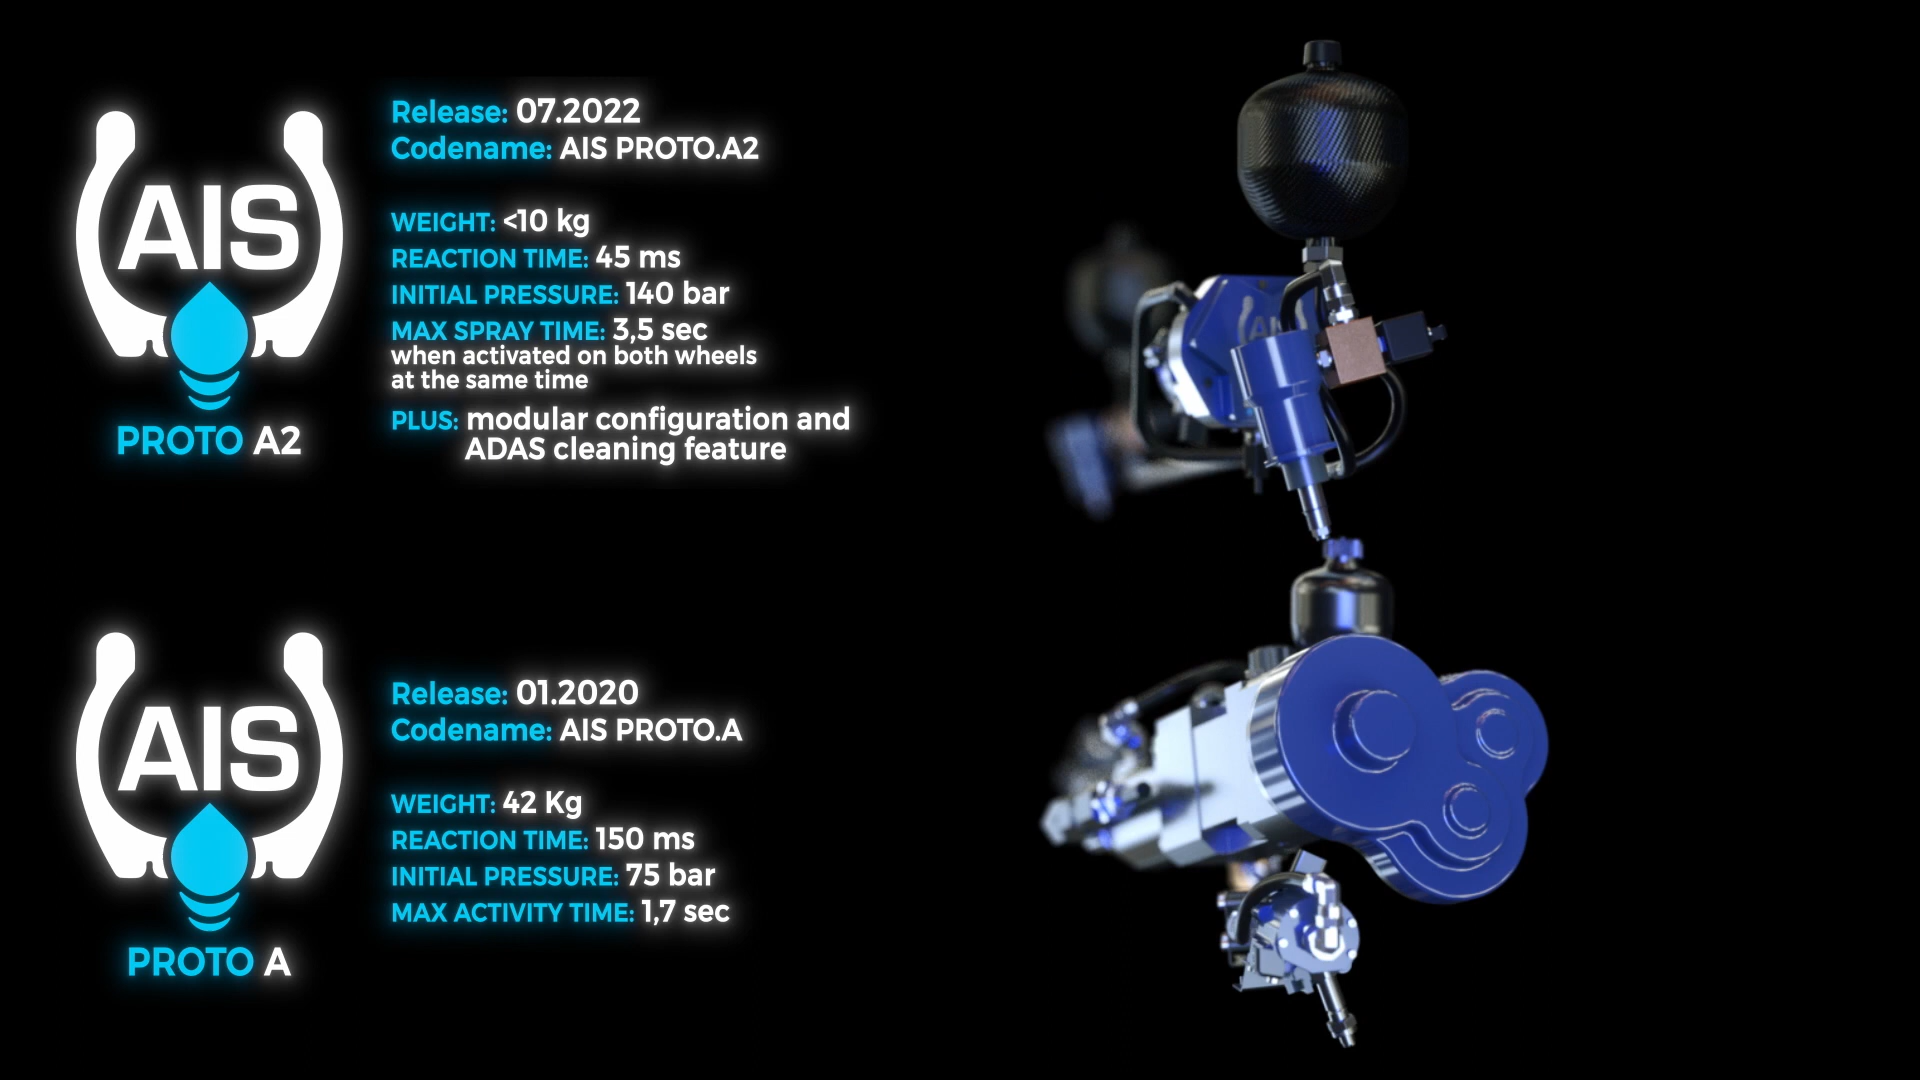 AIS
PROTO A2
Release: 07.2022
Codename: AIS PROTO.A2
WEIGHT: <10 kg
REACTION TIME: 45 ms
INITIAL PRESSURE: 140 bar
MAX SPRAY TIME: 3,5 sec
when activated on both wheels
at the same time
PLUS: modular configuration and
ADAS cleaning feature
AIS
PROTO A
Release: 01.2020
Codename: AIS PROTO.A
WEIGHT: 42 Kg
REACTION TIME: 150 ms
INITIAL PRESSURE: 75 bar
MAX ACTIVITY TIME: 1,7 sec